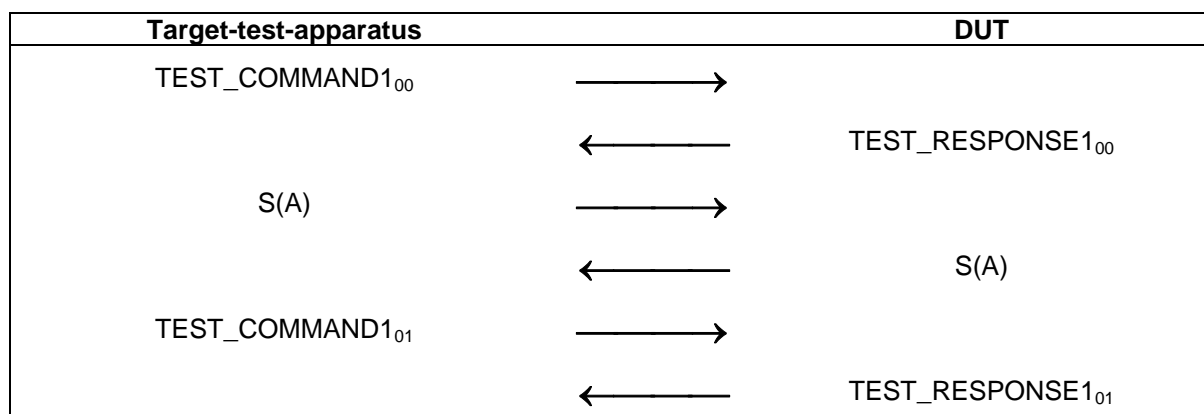 Target-test-apparatus DUT
TEST_COMMAND1₀₀
TEST_RESPONSE1₀₀
S(A)
S(A)
TEST_COMMAND1₀₁
TEST_RESPONSE1₀₁